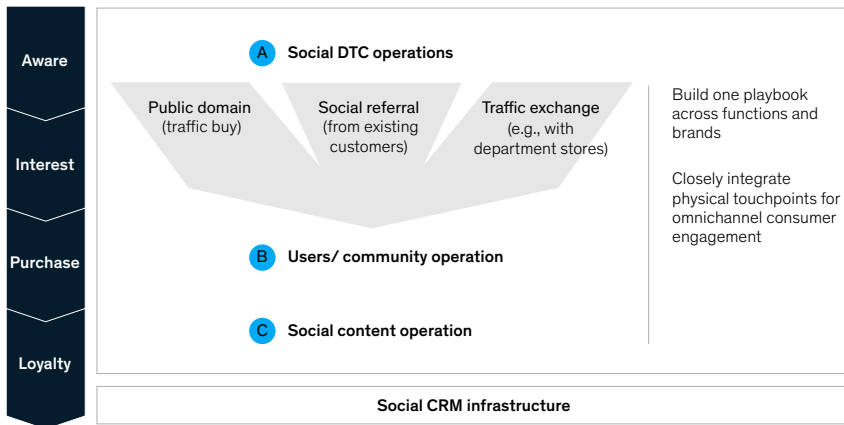 Aware
Interest
Purchase
Loyalty
A Social DTC operations
Public domain
(traffic buy)
Social referral
(from existing
customers)
Traffic exchange
(e.g., with
department stores)
B Users/ community operation
C Social content operation
Build one playbook
across functions and
brands
Closely integrate
physical touchpoints for
omnichannel consumer
engagement
Social CRM infrastructure